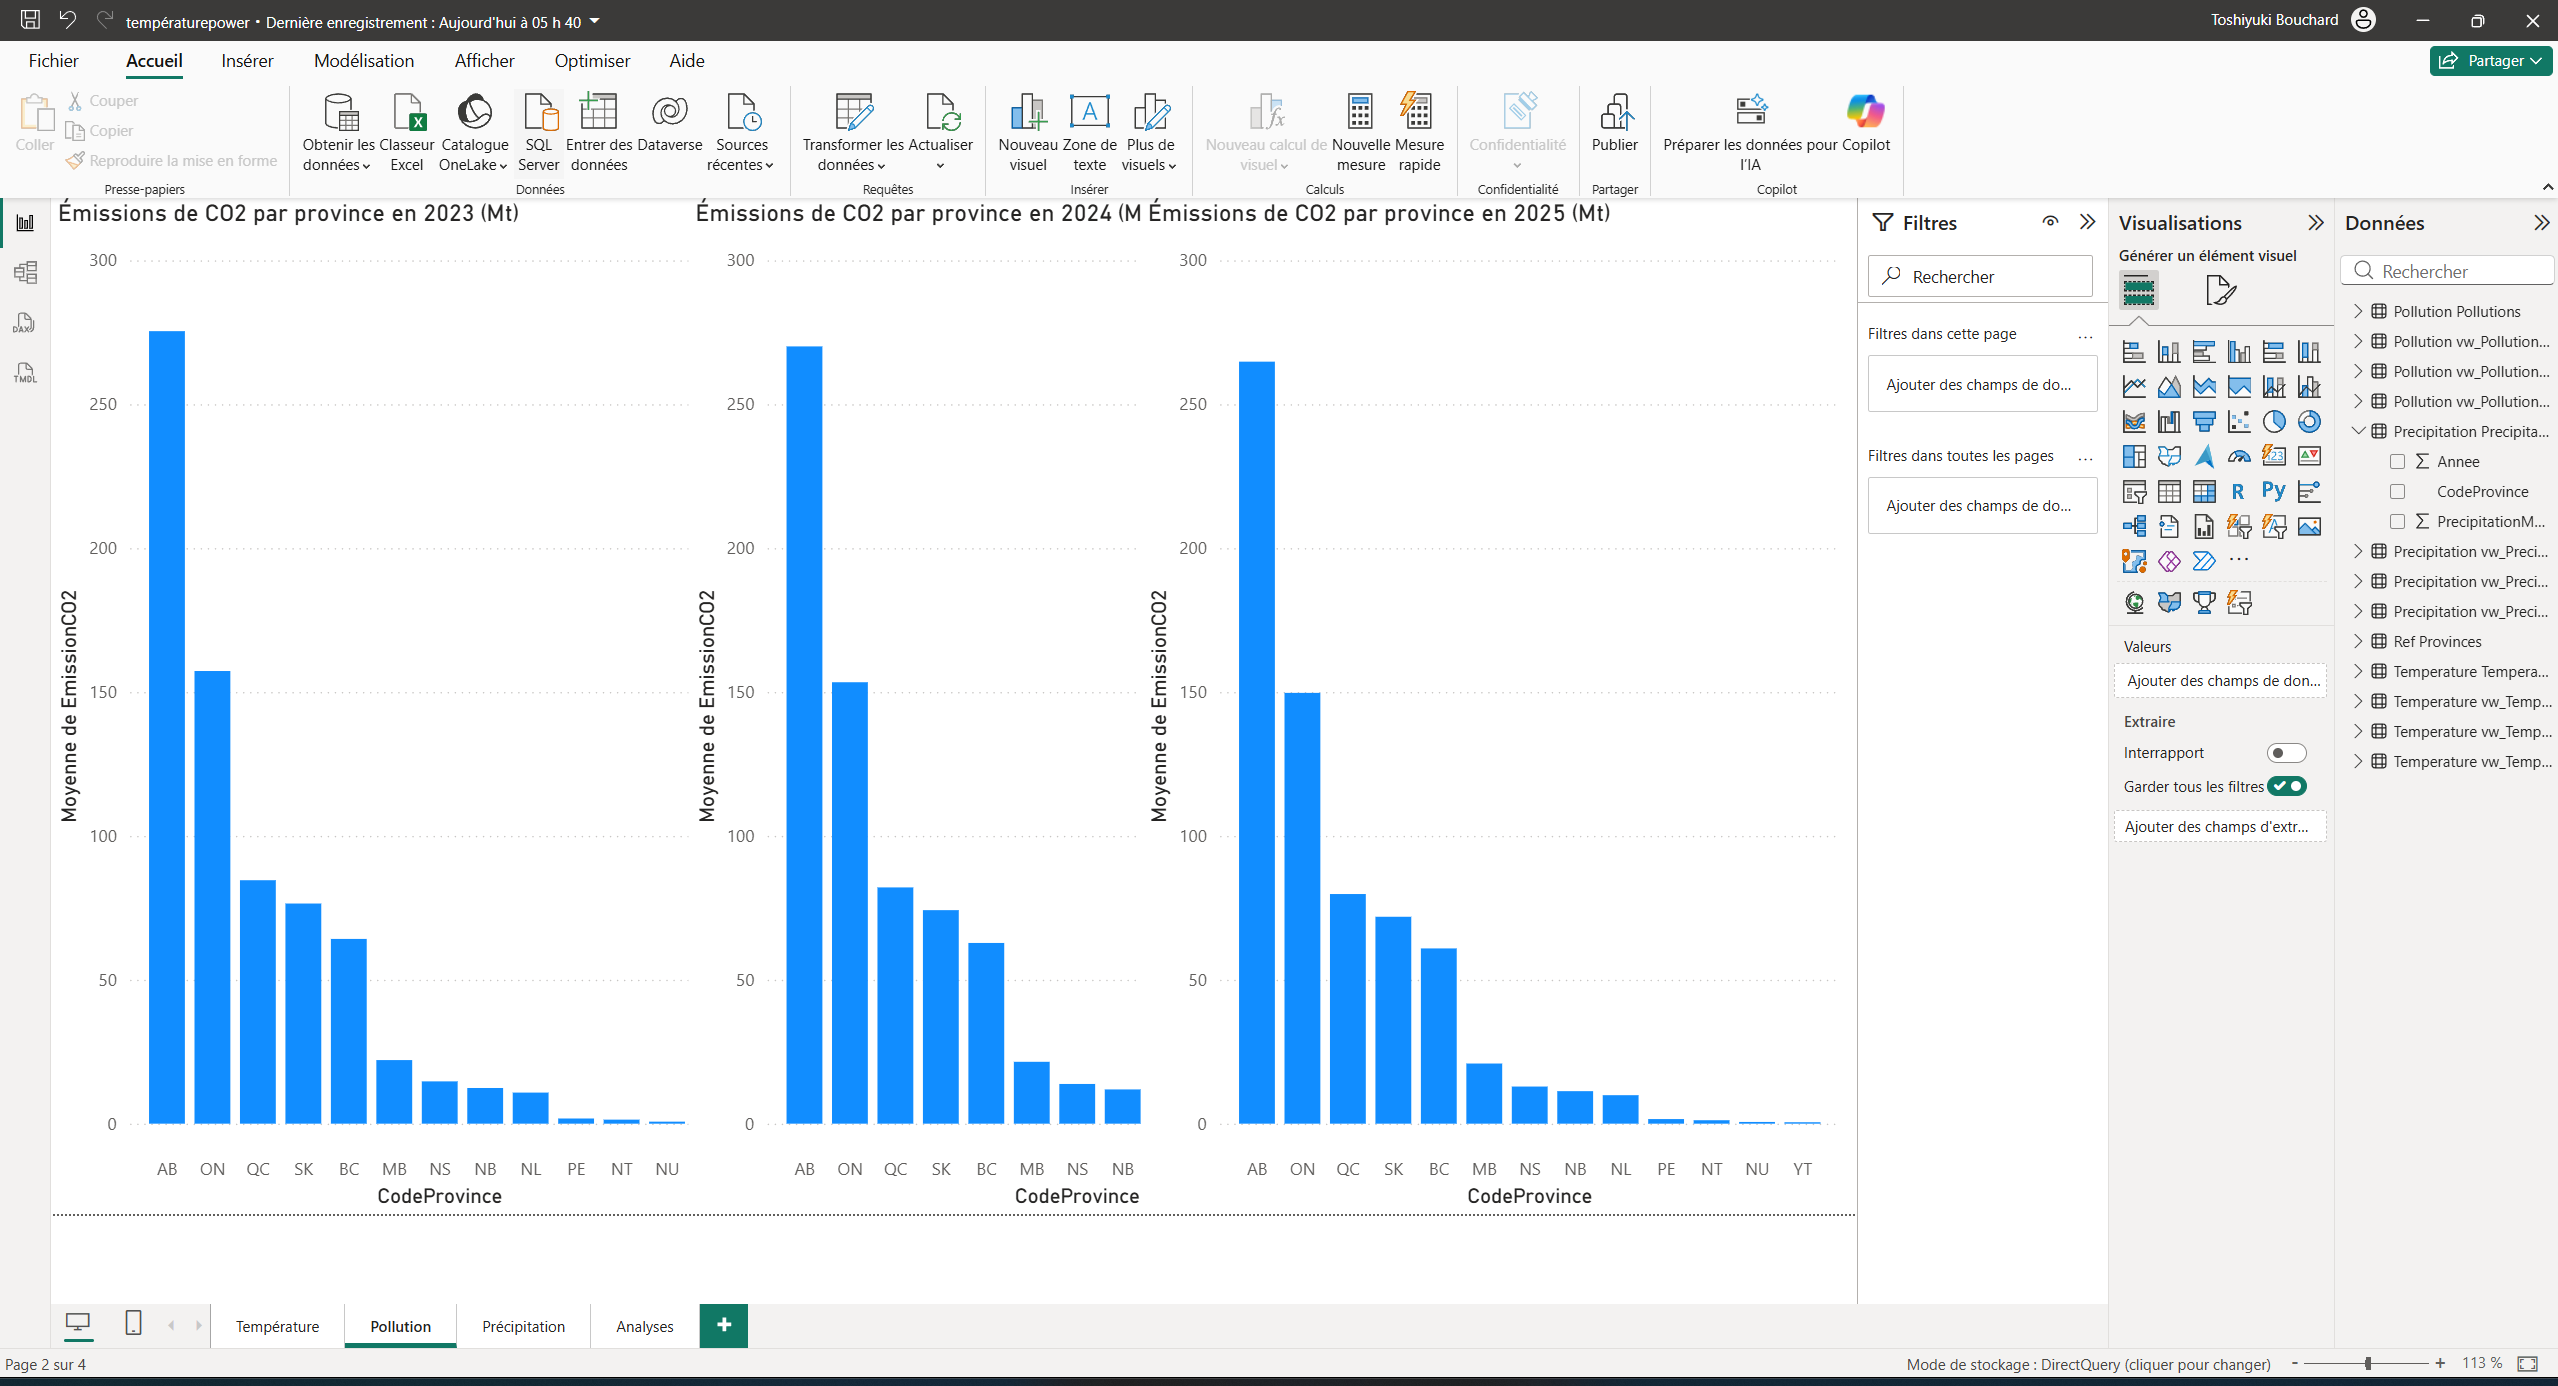 températurepower • Dernière enregistrement : Aujourd'hui à 05 h 40
Toshiyuki Bouchard
Fichier
Accueil
Insérer
Modélisation
Afficher
Optimiser
Aide
Partager
Coller
Couper
Copier
Reproduire la mise en forme
Presse-papiers
Obtenir les données
Classeur Excel
Catalogue OneLake
SQL Server
Entrer des données
Dataverse
Sources récentes
Données
Transformer les données
Actualiser
Requêtes
Nouveau visuel
Zone de texte
Plus de visuels
Insérer
Nouveau calcul de visuel
Nouvelle mesure
Mesure rapide
Calculs
Confidentialité
Confidentialité
Publier
Partager
Préparer les données pour l'IA
Copilot
Copilot
DAX
TMDL
Émissions de CO2 par province en 2023 (Mt)
300
250
200
150
100
50
0
Moyenne de EmissionCO2
AB ON QC SK BC MB NS NB NL PE NT NU
CodeProvince
Émissions de CO2 par province en 2024 (M
300
250
200
150
100
50
0
Moyenne de EmissionCO2
AB ON QC SK BC MB NS NB
CodeProvince
Émissions de CO2 par province en 2025 (Mt)
300
250
200
150
100
50
0
Moyenne de EmissionCO2
AB ON QC SK BC MB NS NB NL PE NT NU YT
CodeProvince
Filtres
Rechercher
Filtres dans cette page ...
Ajouter des champs de do...
Filtres dans toutes les pages ...
Ajouter des champs de do...
Visualisations
Générer un élément visuel
123
R
Py
...
Valeurs
Ajouter des champs de don...
Extraire
Interrapport
Garder tous les filtres
Ajouter des champs d'extr...
Données
Rechercher
Pollution Pollutions
Pollution vw_Pollution...
Pollution vw_Pollution...
Pollution vw_Pollution...
Precipitation Precipita...
∑ Annee
CodeProvince
∑ PrecipitationM...
Precipitation vw_Preci...
Precipitation vw_Preci...
Precipitation vw_Preci...
Ref Provinces
Temperature Tempera...
Temperature vw_Temp...
Temperature vw_Temp...
Temperature vw_Temp...
Température
Pollution
Précipitation
Analyses
+
Page 2 sur 4
Mode de stockage : DirectQuery (cliquer pour changer)
- + 113 %